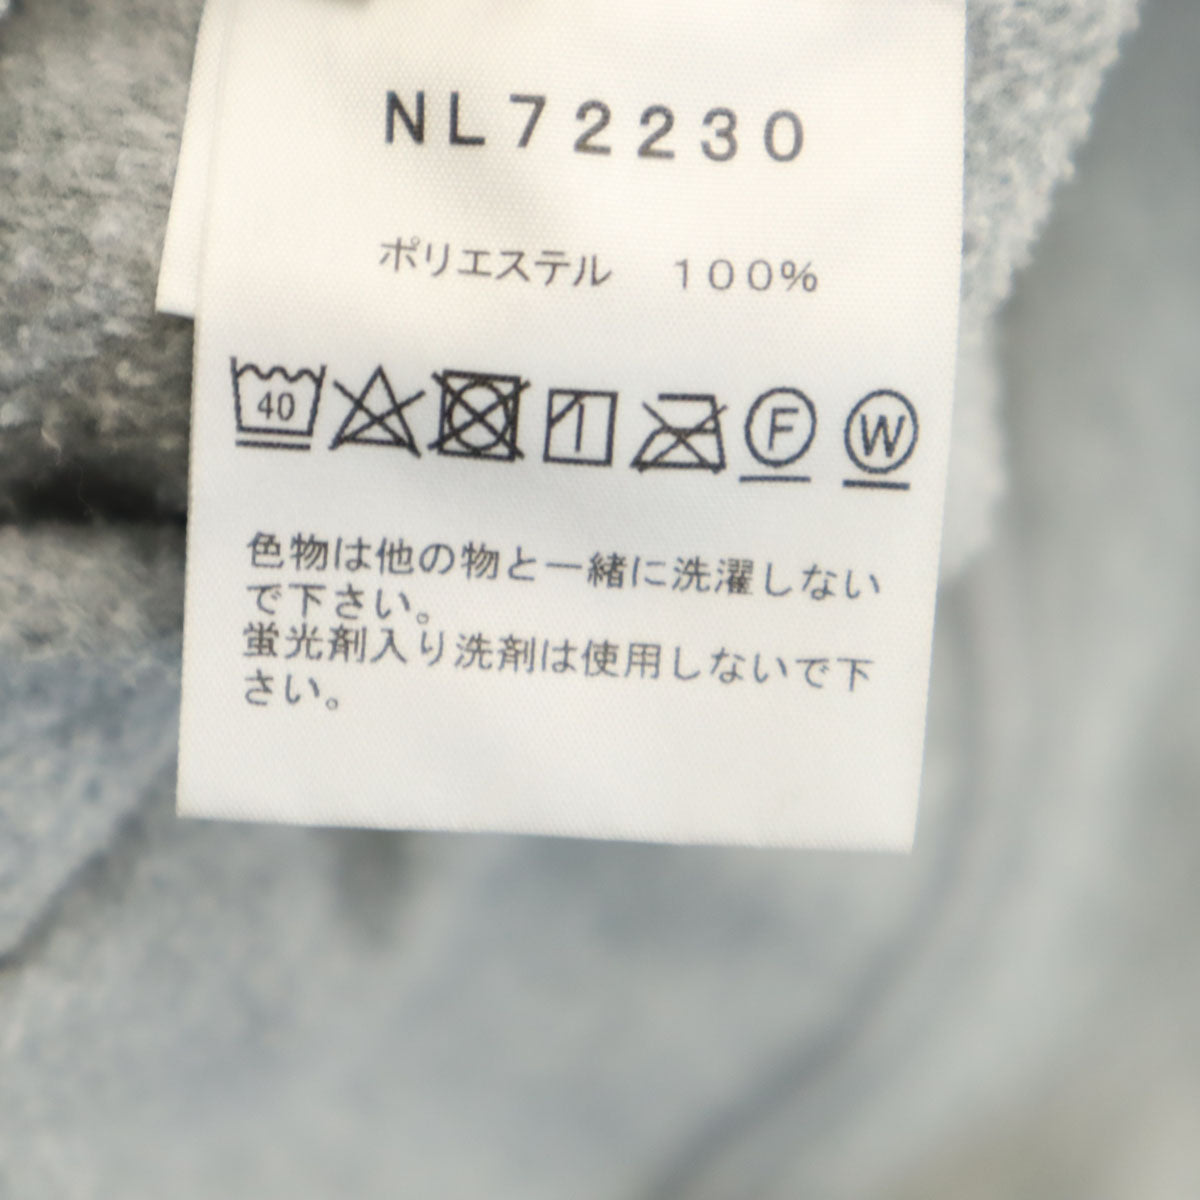 NL72230
ポリエステル　100%
40 F W
色物は他の物と一緒に洗濯しない
で下さい。
蛍光剤入り洗剤は使用しないで下
さい。